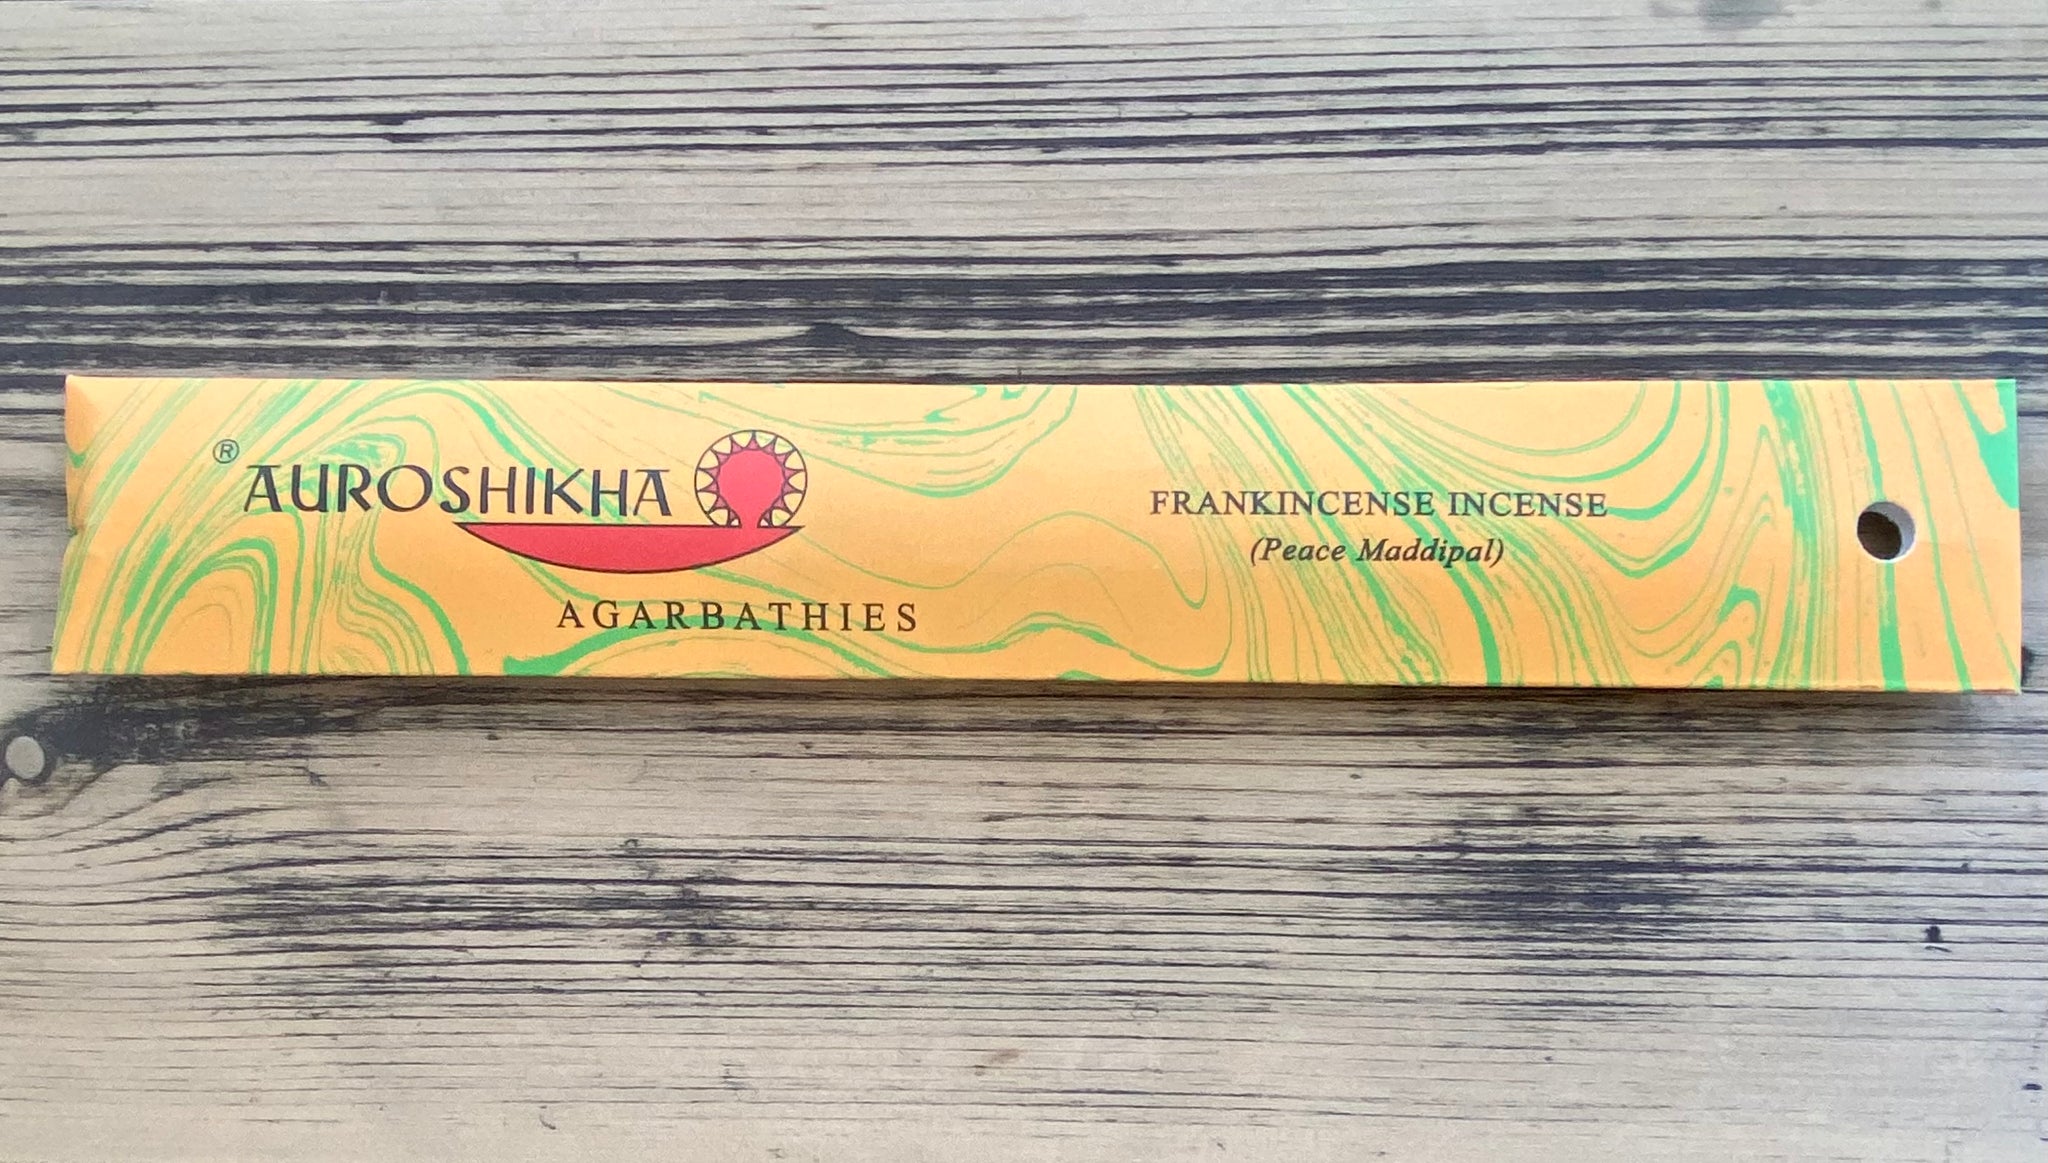 ® AUROSHIKHA
AGARBATHIES
FRANKINCENSE INCENSE
(Peace Maddipal)